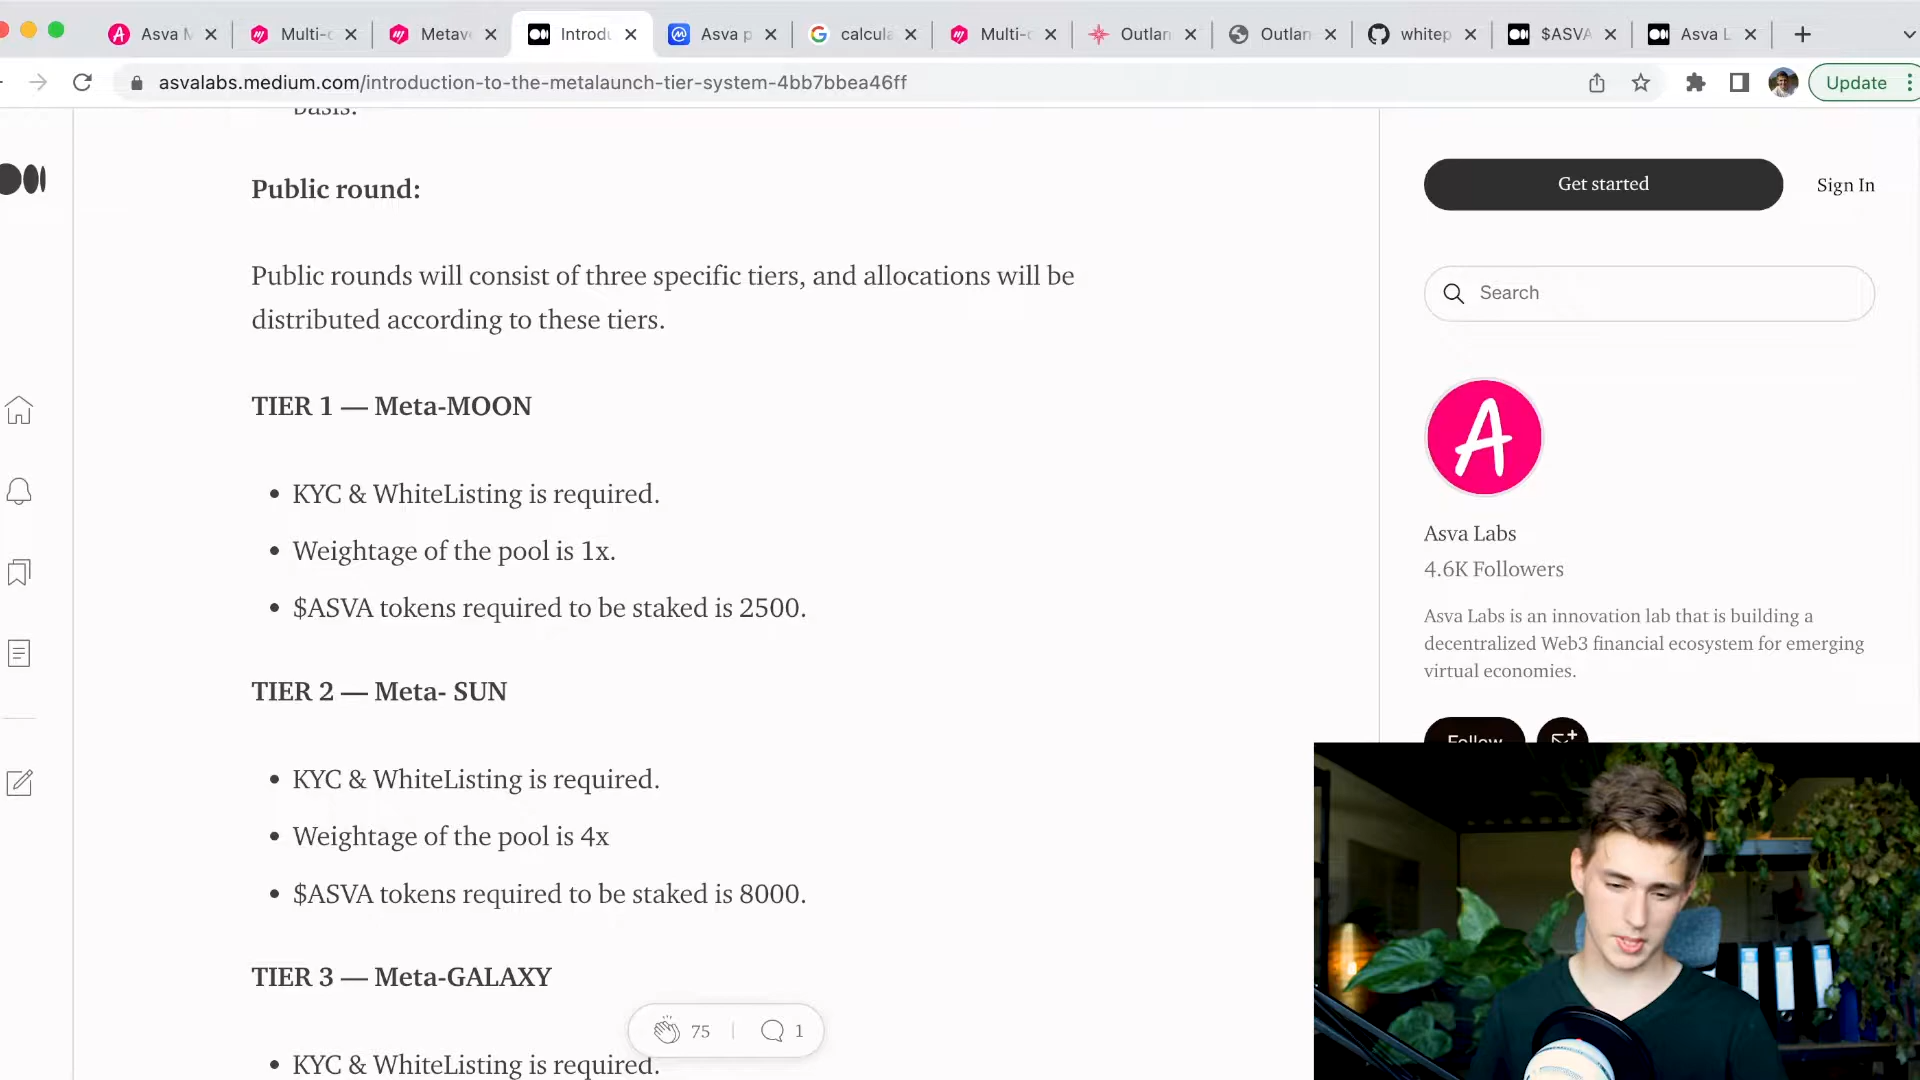 Asva M
Multi-c
Metave
Introdu
Asva p
calcula
Multi-c
Outlan
Outlan
whitep
$ASVA
Asva L
asvalabs.medium.com/introduction-to-the-metalaunch-tier-system-4bb7bbea46ff
Update
basis.
Public round:
Public rounds will consist of three specific tiers, and allocations will be
distributed according to these tiers.
TIER 1 — Meta-MOON
• KYC & WhiteListing is required.
• Weightage of the pool is 1x.
• $ASVA tokens required to be staked is 2500.
TIER 2 — Meta- SUN
• KYC & WhiteListing is required.
• Weightage of the pool is 4x
• $ASVA tokens required to be staked is 8000.
TIER 3 — Meta-GALAXY
• KYC & WhiteListing is required.
75
1
Get started
Sign In
Search
A
Asva Labs
4.6K Followers
Asva Labs is an innovation lab that is building a
decentralized Web3 financial ecosystem for emerging
virtual economies.
Follow